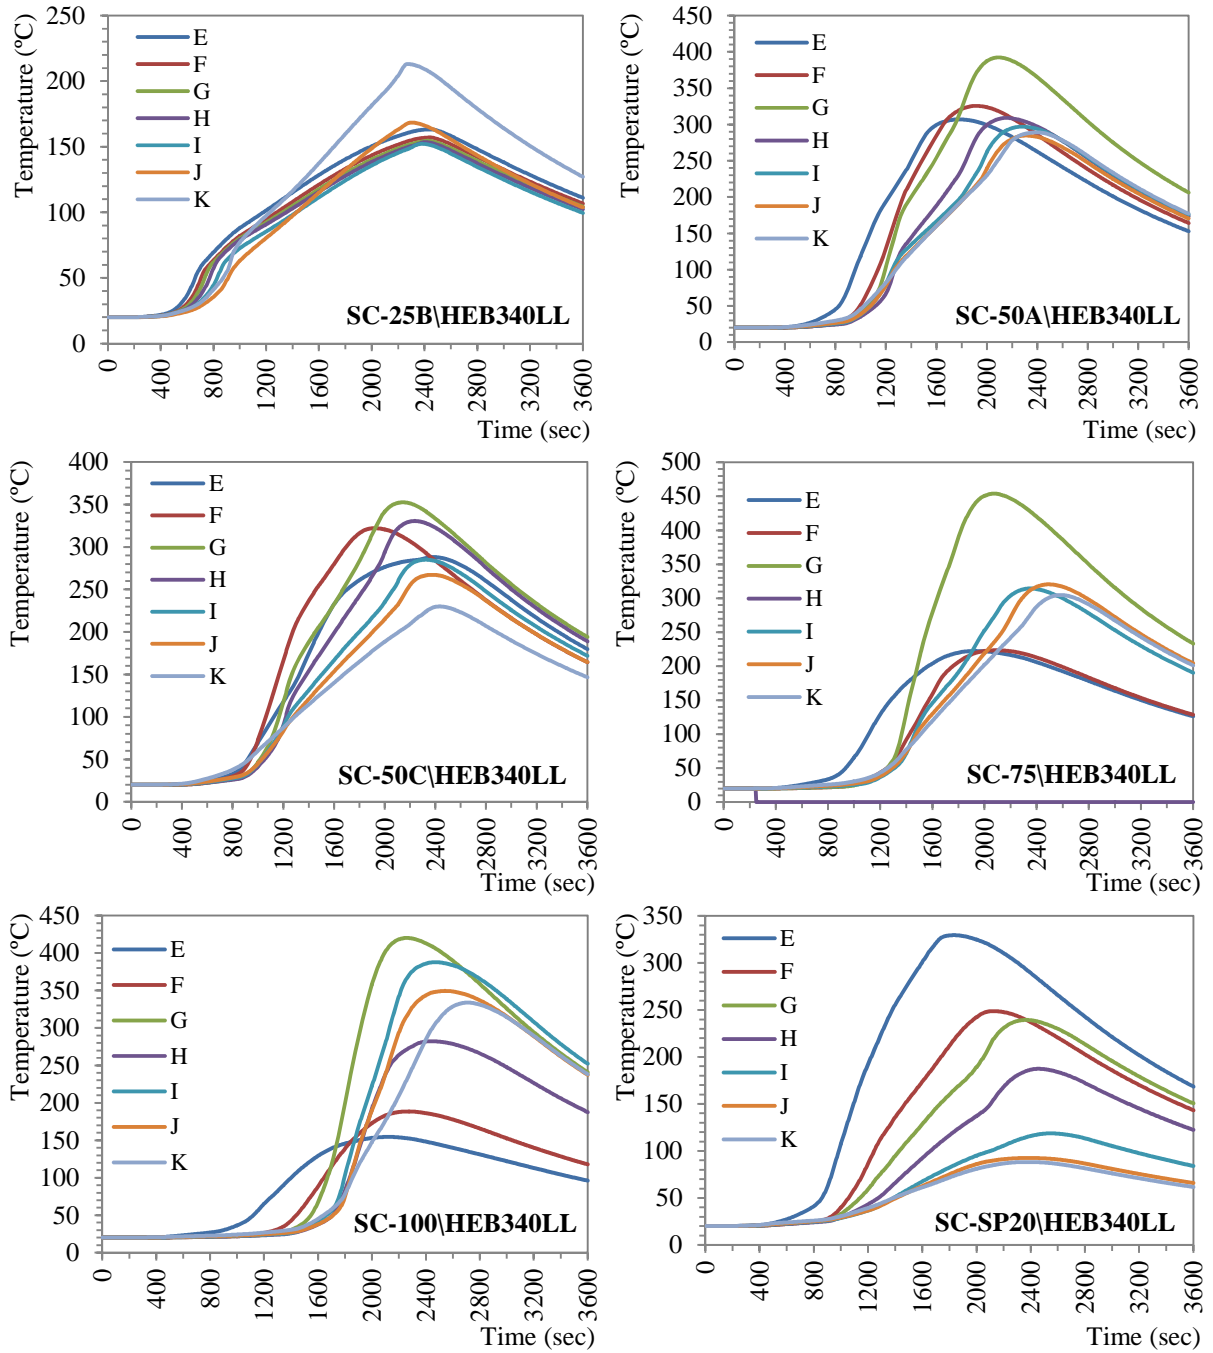 Temperature (ºC)
250
200
150
100
50
0
E
F
G
H
I
J
K
SC-25B\HEB340LL
0
400
800
1200
1600
2000
2400
2800
3200
3600
Time (sec)
Temperature (ºC)
450
400
350
300
250
200
150
100
50
0
E
F
G
H
I
J
K
SC-50A\HEB340LL
0
400
800
1200
1600
2000
2400
2800
3200
3600
Time (sec)
Temperature (ºC)
400
350
300
250
200
150
100
50
0
E
F
G
H
I
J
K
SC-50C\HEB340LL
0
400
800
1200
1600
2000
2400
2800
3200
3600
Time (sec)
Temperature (ºC)
500
450
400
350
300
250
200
150
100
50
0
E
F
G
H
I
J
K
SC-75\HEB340LL
0
400
800
1200
1600
2000
2400
2800
3200
3600
Time (sec)
Temperature (ºC)
450
400
350
300
250
200
150
100
50
0
E
F
G
H
I
J
K
SC-100\HEB340LL
0
400
800
1200
1600
2000
2400
2800
3200
3600
Time (sec)
Temperature (ºC)
350
300
250
200
150
100
50
0
E
F
G
H
I
J
K
SC-SP20\HEB340LL
0
400
800
1200
1600
2000
2400
2800
3200
3600
Time (sec)